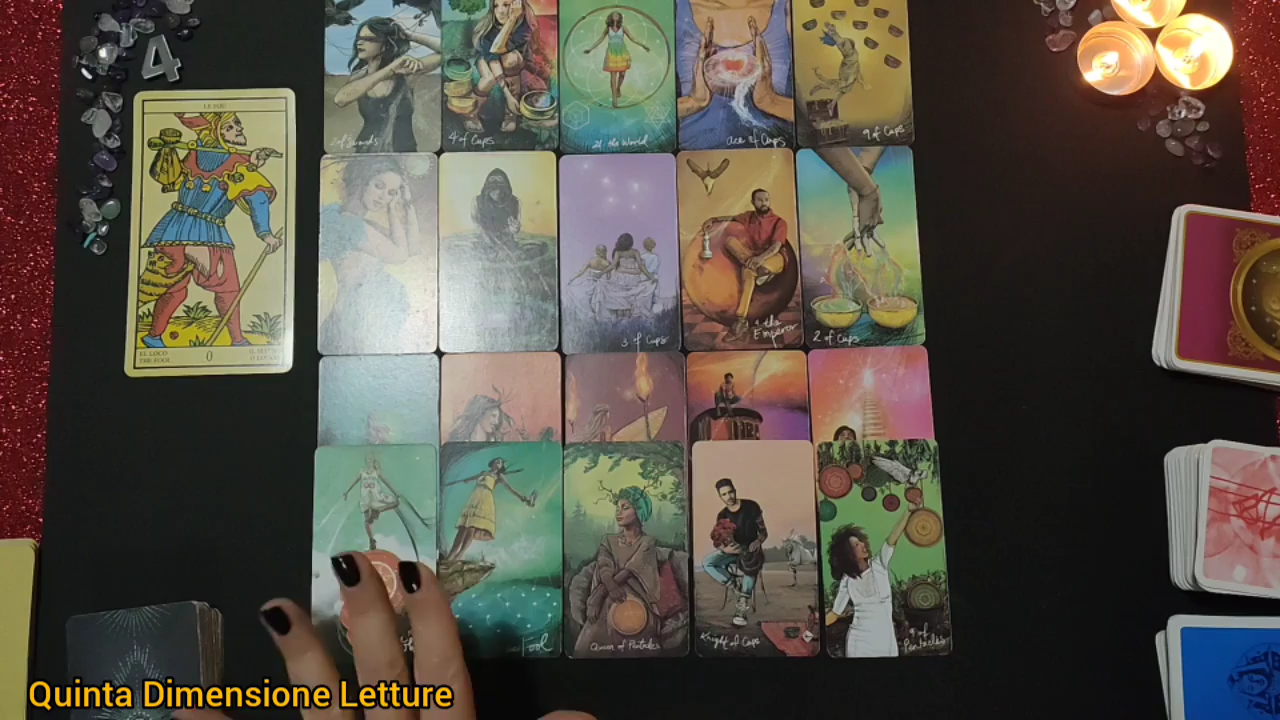 4
4 of Cups
21 the World
ace of Cups
9 of Cups
LE MAT
EL LOCO
THE FOOL
0
3 of Cups
the Emperor
2 of Cups
Fool
Queen of Pentacles
Knight of Cups
9 of Pentacles
Quinta Dimensione Letture